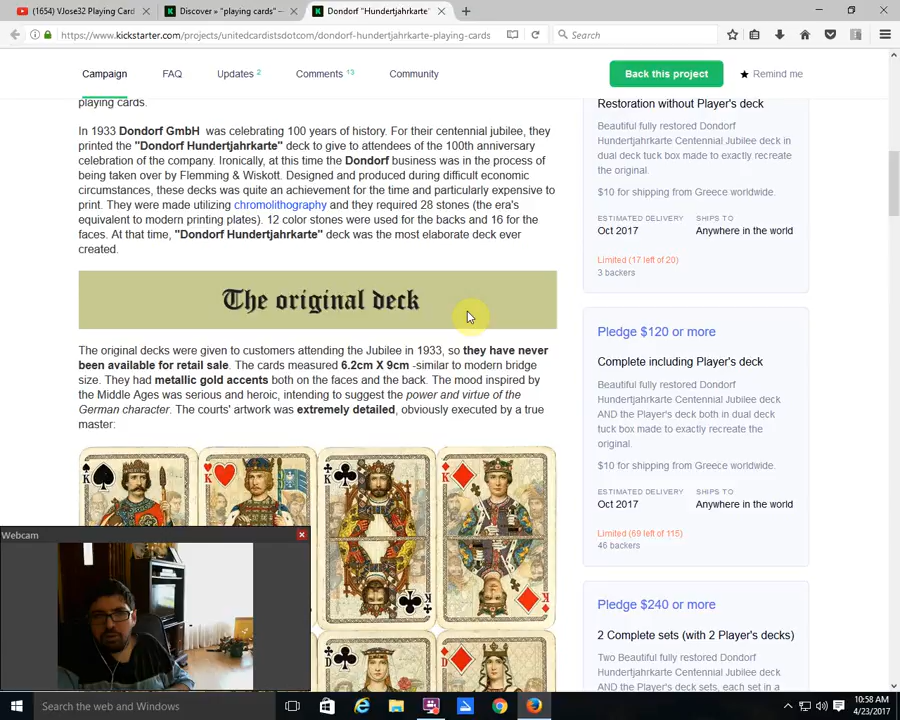 (1654) VJose32 Playing Card
Discover » "playing cards" —
Dondorf "Hundertjahrkarte"
https://www.kickstarter.com/projects/unitedcardistsdotcom/dondorf-hundertjahrkarte-playing-cards
Search
Campaign
FAQ
Updates 2
Comments 13
Community
Back this project
Remind me
playing cards.
In 1933 Dondorf GmbH was celebrating 100 years of history. For their centennial jubilee, they
printed the "Dondorf Hundertjahrkarte" deck to give to attendees of the 100th anniversary
celebration of the company. Ironically, at this time the Dondorf business was in the process of
being taken over by Flemming & Wiskott. Designed and produced during difficult economic
circumstances, these decks was quite an achievement for the time and particularly expensive to
print. They were made utilizing chromolithography and they required 28 stones (the era's
equivalent to modern printing plates). 12 color stones were used for the backs and 16 for the
faces. At that time, "Dondorf Hundertjahrkarte" deck was the most elaborate deck ever
created.
The original deck
The original decks were given to customers attending the Jubilee in 1933, so they have never
been available for retail sale. The cards measured 6.2cm X 9cm -similar to modern bridge
size. They had metallic gold accents both on the faces and the back. The mood inspired by
the Middle Ages was serious and heroic, intending to suggest the power and virtue of the
German character. The courts' artwork was extremely detailed, obviously executed by a true
master:
K
K
K
K
K
K
D
D
Restoration without Player's deck
Beautiful fully restored Dondorf
Hundertjahrkarte Centennial Jubilee deck in
dual deck tuck box made to exactly recreate
the original.
$10 for shipping from Greece worldwide.
ESTIMATED DELIVERY
SHIPS TO
Oct 2017
Anywhere in the world
Limited (17 left of 20)
3 backers
Pledge $120 or more
Complete including Player's deck
Beautiful fully restored Dondorf
Hundertjahrkarte Centennial Jubilee deck
AND the Player's deck both in dual deck
tuck box made to exactly recreate the
original.
$10 for shipping from Greece worldwide.
ESTIMATED DELIVERY
SHIPS TO
Oct 2017
Anywhere in the world
Limited (69 left of 115)
46 backers
Pledge $240 or more
2 Complete sets (with 2 Player's decks)
Two Beautiful fully restored Dondorf
Hundertjahrkarte Centennial Jubilee deck
AND the Player's deck sets, each set in a
Webcam
Search the web and Windows
10:58 AM
4/23/2017